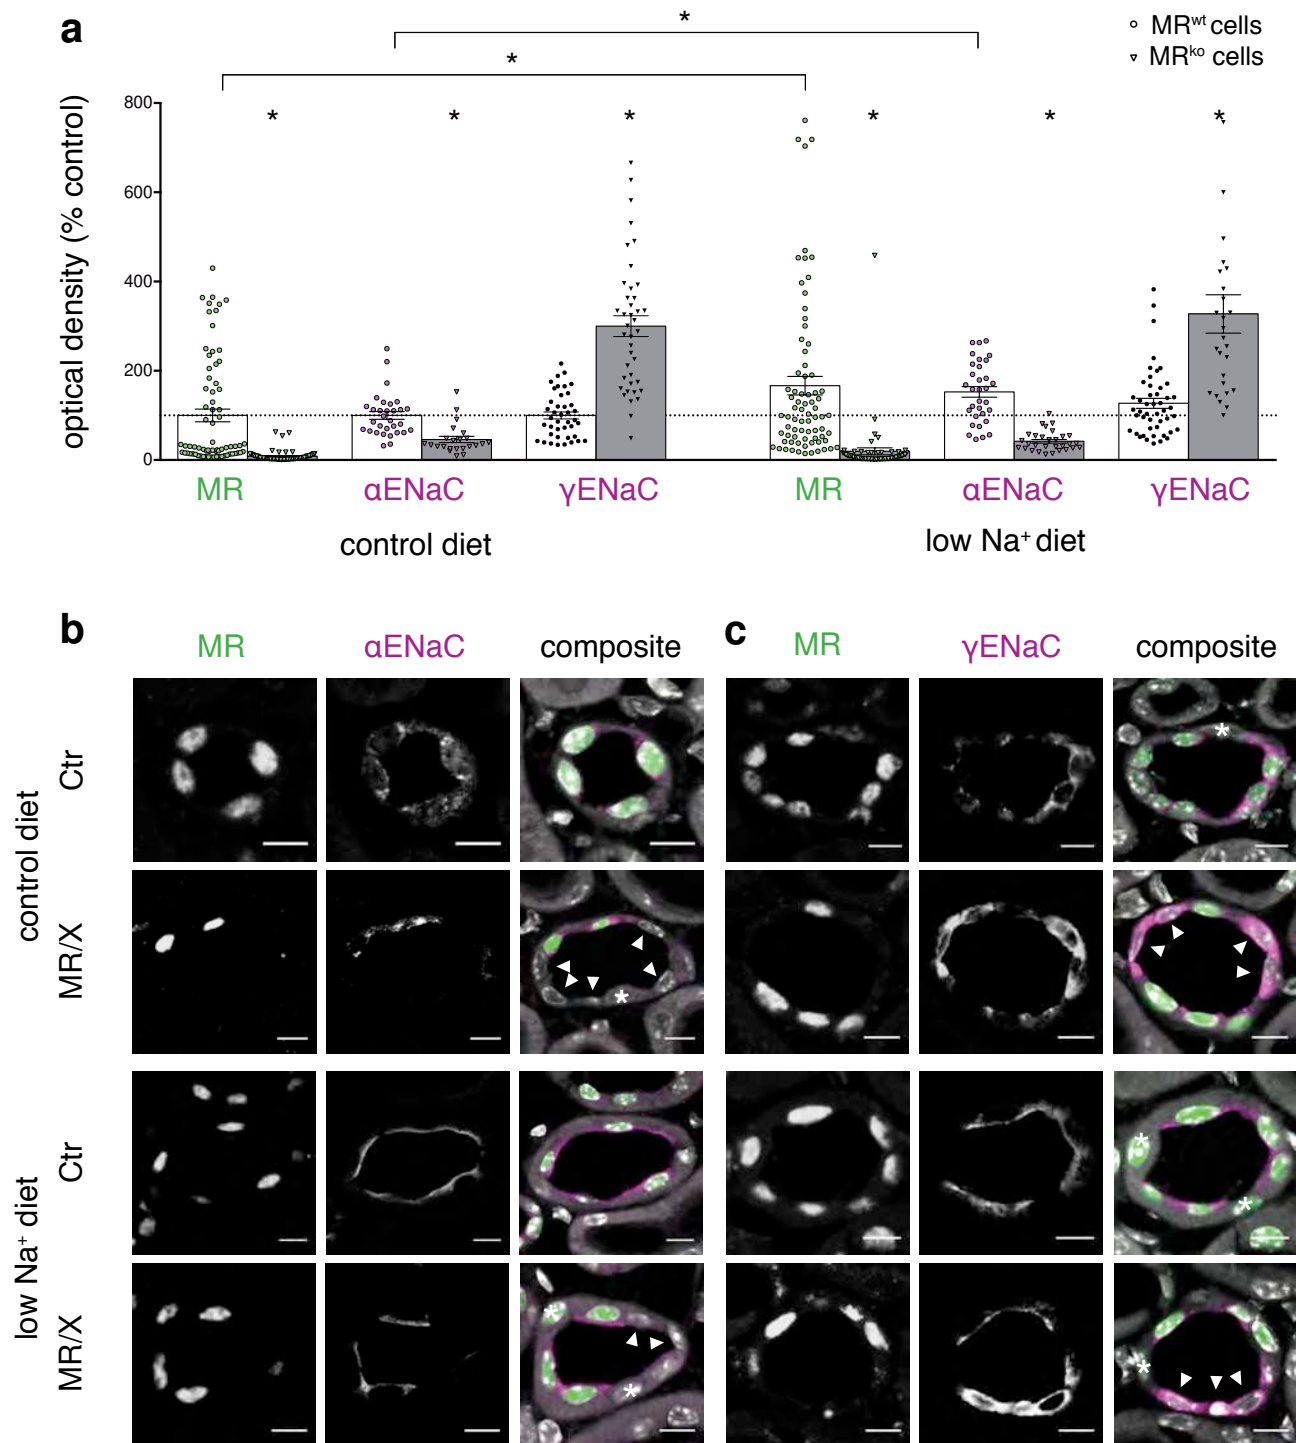 a
*
*
○ MRwt cells
▿ MRko cells
optical density (% control)
800
600
400
200
0
* * * * * *
MR αENaC γENaC MR αENaC γENaC
control diet low Na+ diet
b MR αENaC composite c MR γENaC composite
control diet
Ctr
*
MR/X
*
low Na+ diet
Ctr
* *
MR/X
* * *